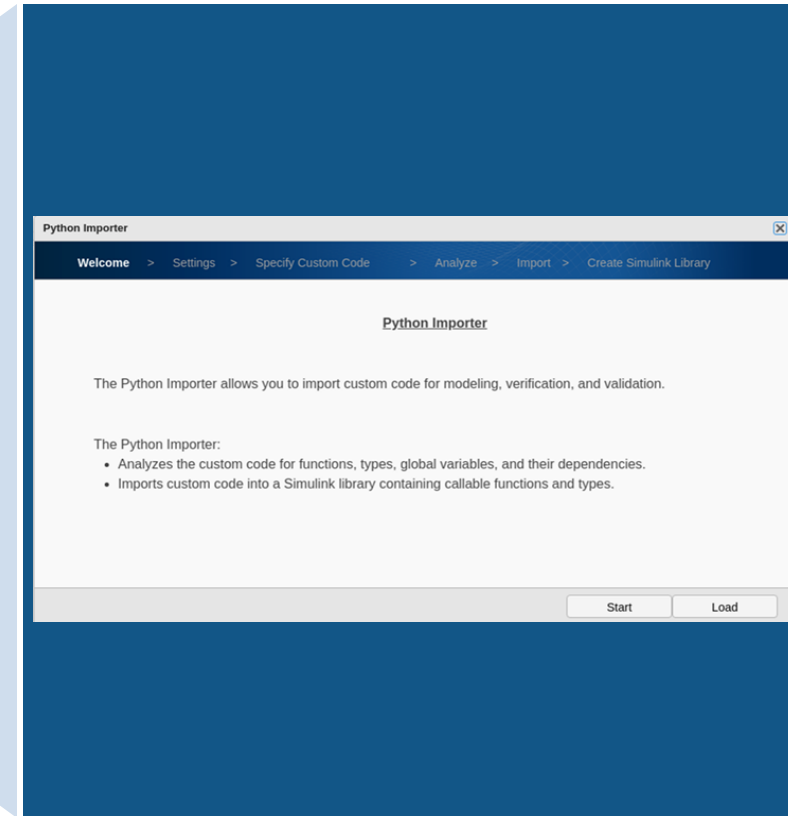 Python Importer
Welcome > Settings > Specify Custom Code > Analyze > Import > Create Simulink Library
Python Importer
The Python Importer allows you to import custom code for modeling, verification, and validation.
The Python Importer:
• Analyzes the custom code for functions, types, global variables, and their dependencies.
• Imports custom code into a Simulink library containing callable functions and types.
Start Load